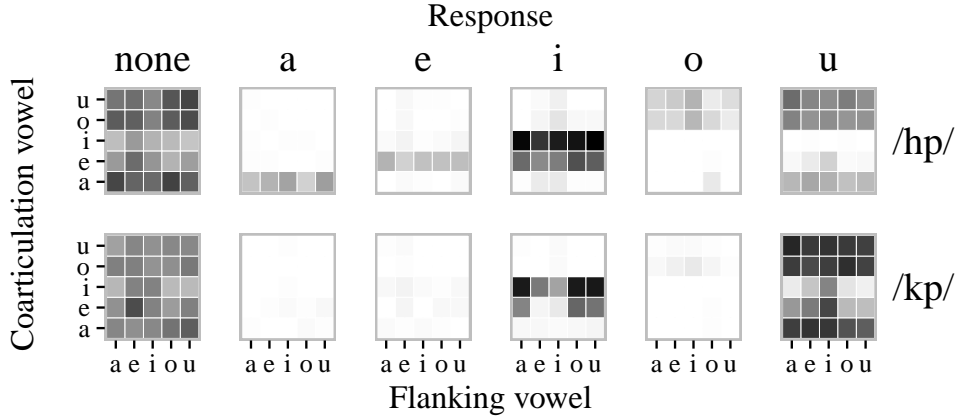 Response
none a e i o u
Coarticulation vowel
u
o
i
e
a
/hp/
u
o
i
e
a
/kp/
a e i o u a e i o u a e i o u a e i o u a e i o u a e i o u
Flanking vowel